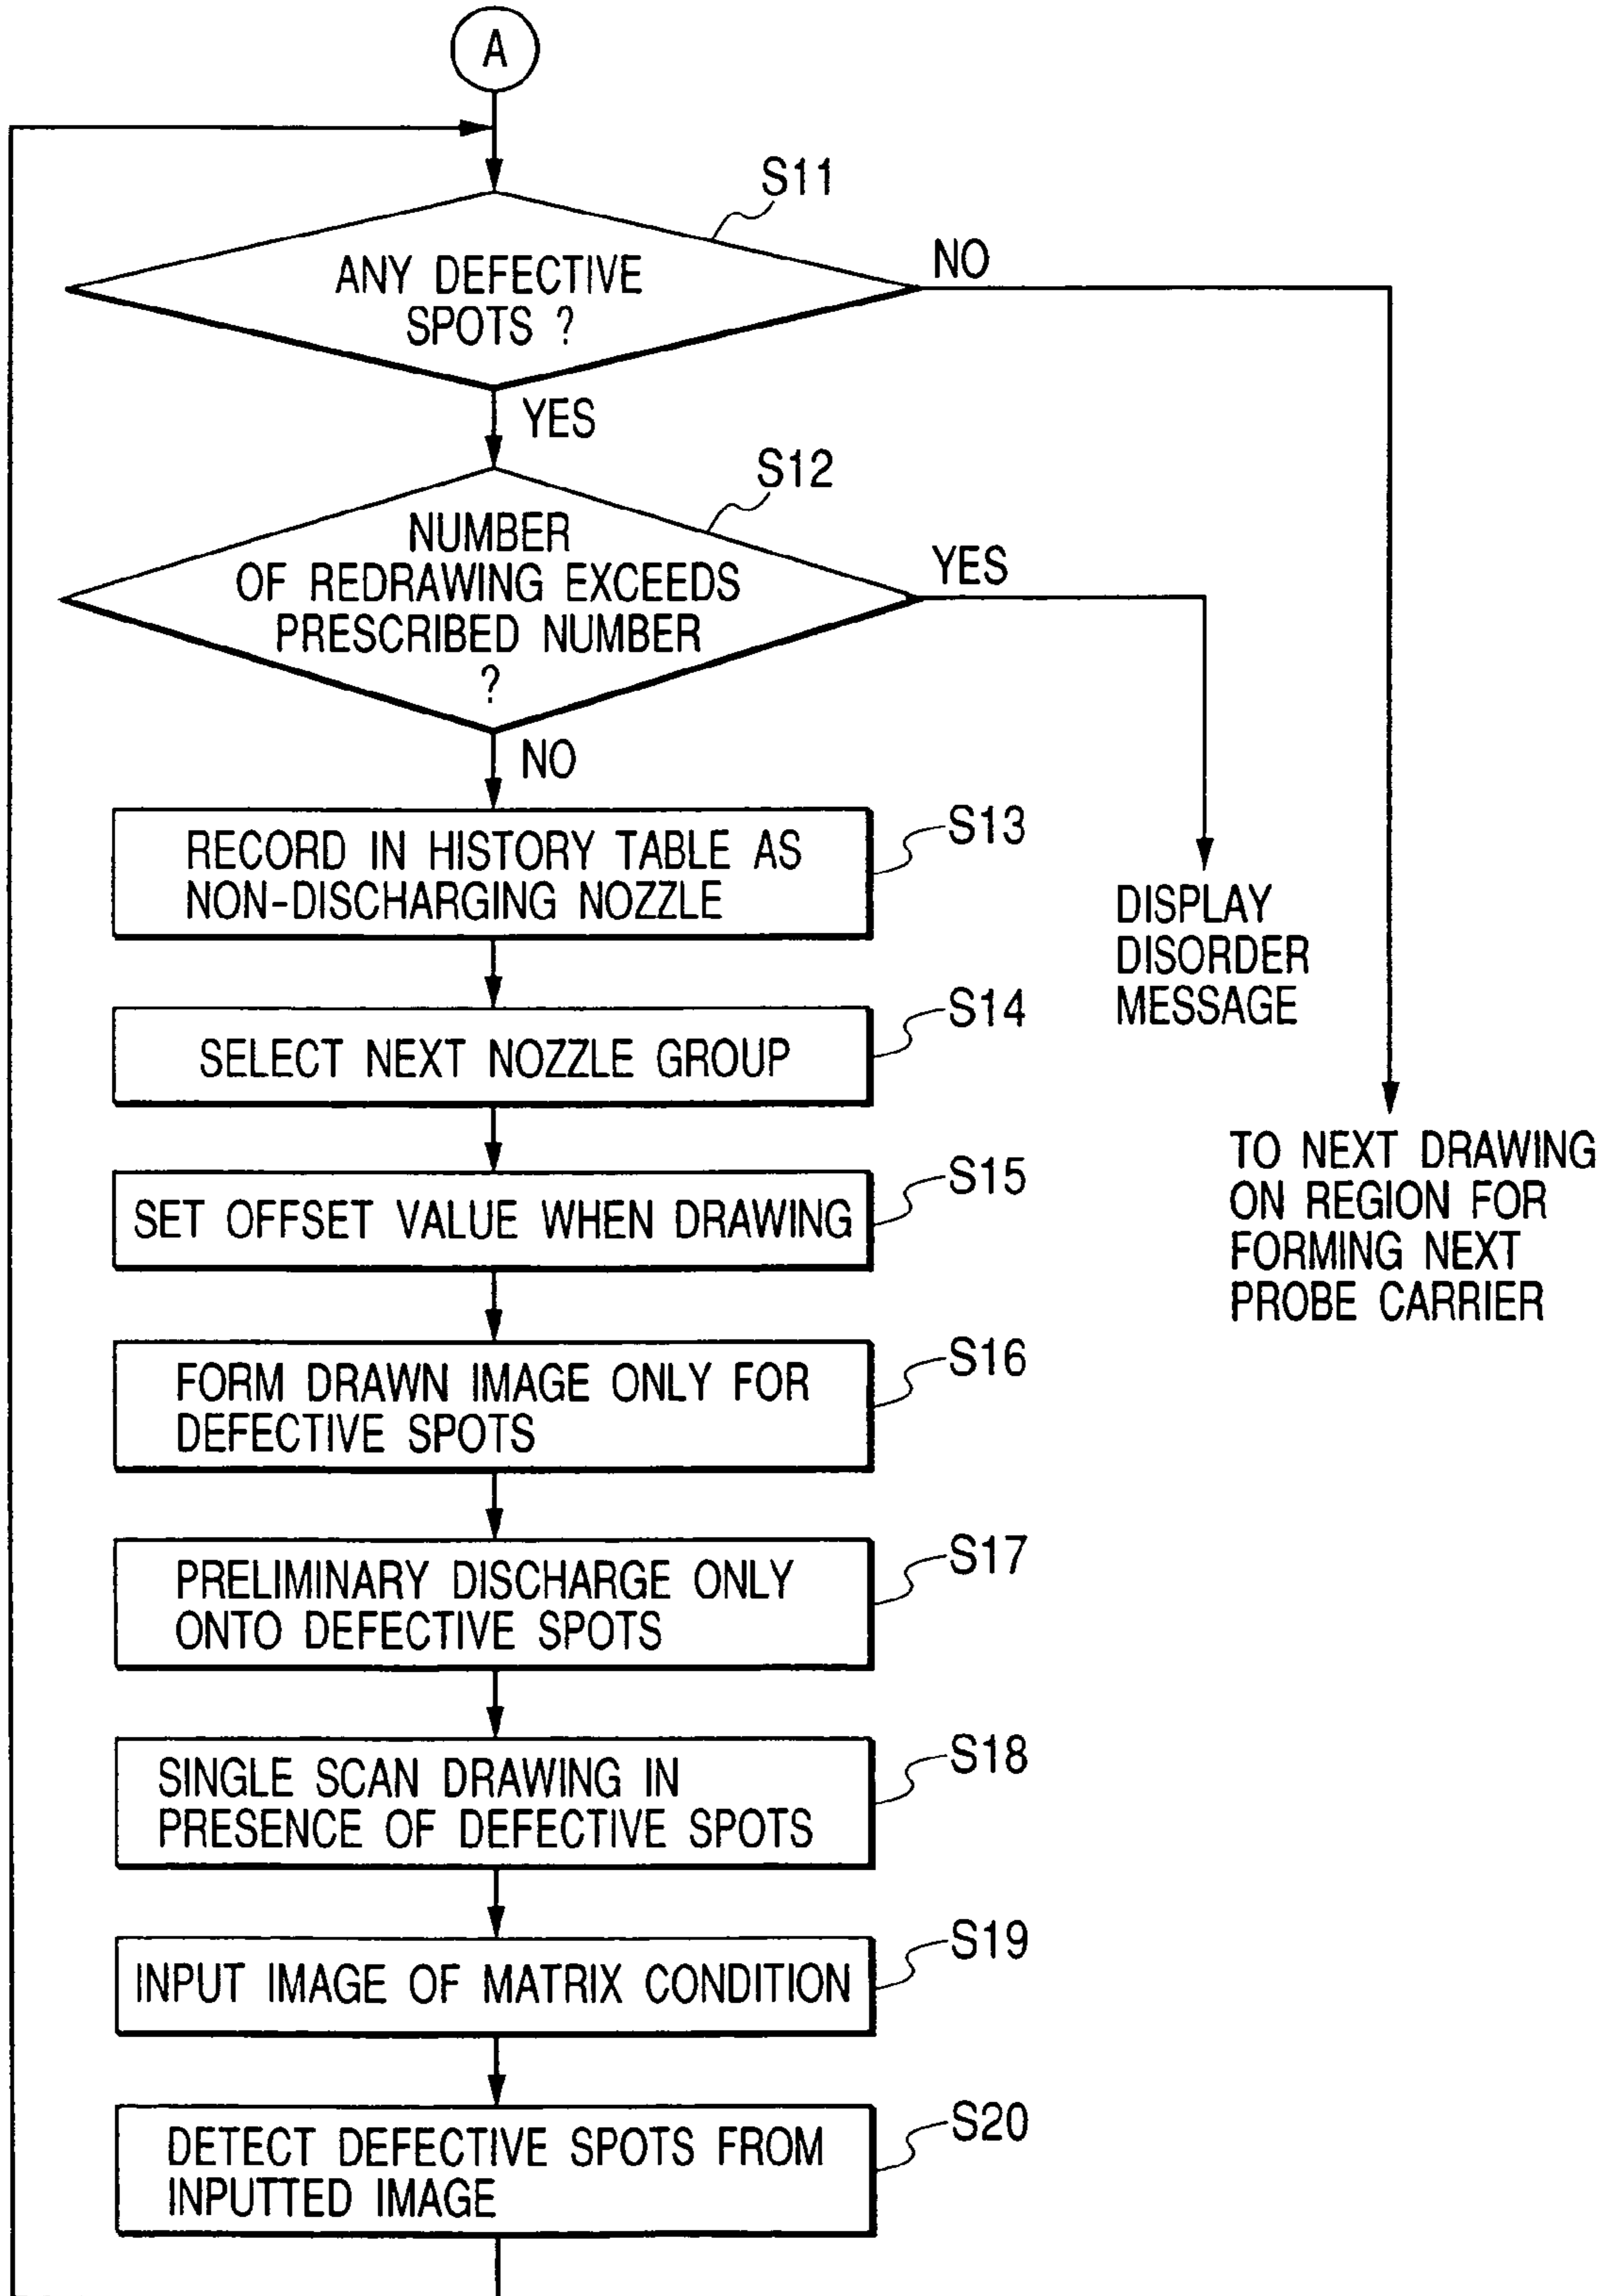 A
S11
ANY DEFECTIVE
SPOTS ?
NO
YES
S12
NUMBER
OF REDRAWING EXCEEDS
PRESCRIBED NUMBER
?
YES
NO
S13
RECORD IN HISTORY TABLE AS
NON-DISCHARGING NOZZLE
DISPLAY
DISORDER
MESSAGE
S14
SELECT NEXT NOZZLE GROUP
TO NEXT DRAWING
ON REGION FOR
FORMING NEXT
PROBE CARRIER
S15
SET OFFSET VALUE WHEN DRAWING
S16
FORM DRAWN IMAGE ONLY FOR
DEFECTIVE SPOTS
S17
PRELIMINARY DISCHARGE ONLY
ONTO DEFECTIVE SPOTS
S18
SINGLE SCAN DRAWING IN
PRESENCE OF DEFECTIVE SPOTS
S19
INPUT IMAGE OF MATRIX CONDITION
S20
DETECT DEFECTIVE SPOTS FROM
INPUTTED IMAGE